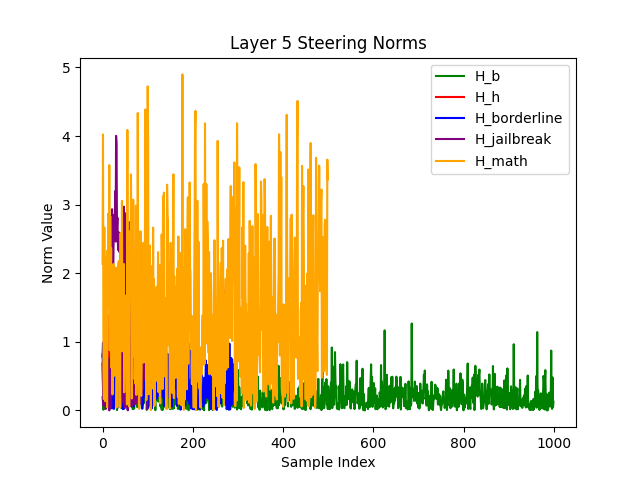 Layer 5 Steering Norms
5
4
3
2
1
0
Norm Value
H_b
H_h
H_borderline
H_jailbreak
H_math
0
200
400
600
800
1000
Sample Index